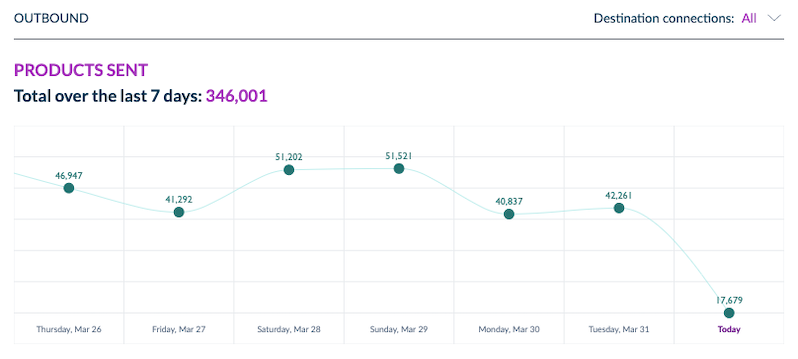 OUTBOUND
Destination connections: All
PRODUCTS SENT
Total over the last 7 days: 346,001
46,947
41,292
51,202
51,521
40,837
42,261
17,679
Thursday, Mar 26
Friday, Mar 27
Saturday, Mar 28
Sunday, Mar 29
Monday, Mar 30
Tuesday, Mar 31
Today